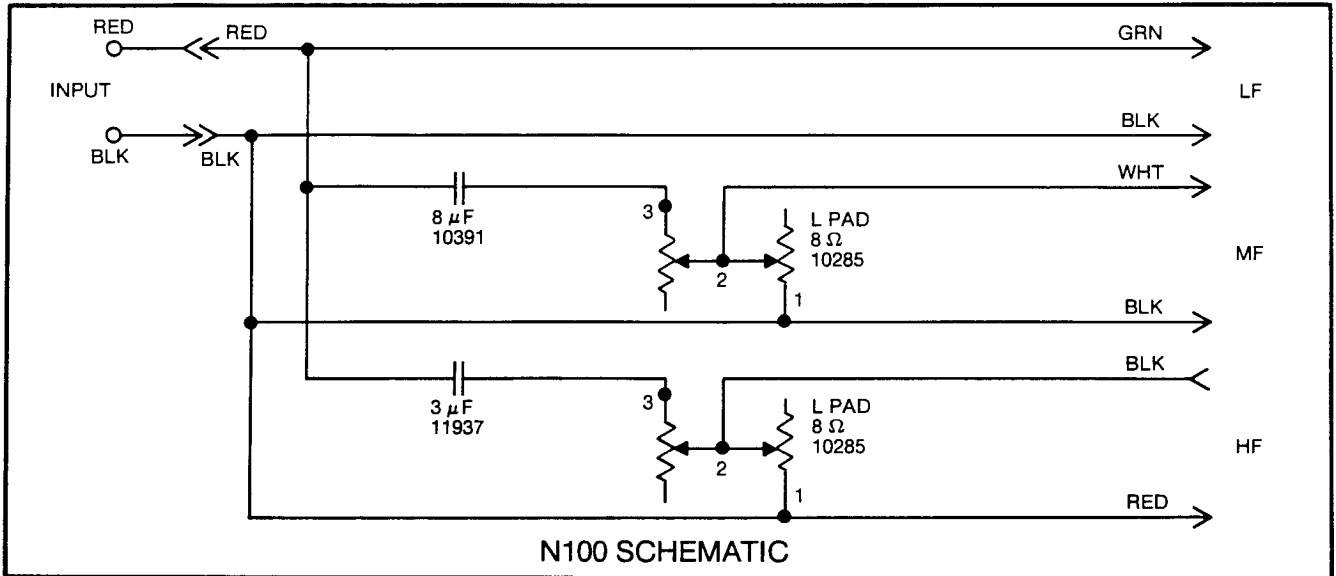 RED
RED
GRN
INPUT
LF
BLK
BLK
BLK
WHT
8 µF
10391
3
2
L PAD
8 Ω
10285
1
MF
BLK
BLK
3 µF
11937
3
2
L PAD
8 Ω
10285
1
HF
RED
N100 SCHEMATIC